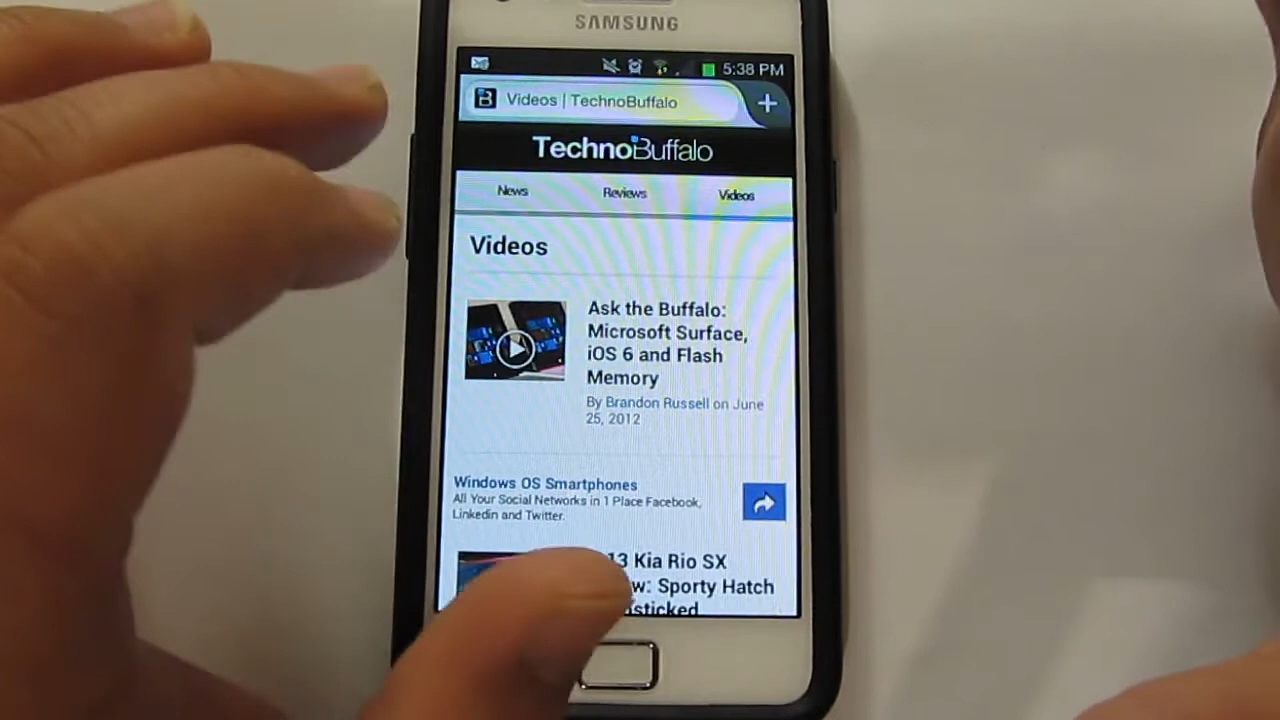 SAMSUNG
5:38 PM
Videos | TechnoBuffalo
TechnoBuffalo
News Reviews Videos
Videos
Ask the Buffalo:
Microsoft Surface,
iOS 6 and Flash
Memory
By Brandon Russell on June
25, 2012
Windows OS Smartphones
All Your Social Networks in 1 Place Facebook,
Linkedin and Twitter.
13 Kia Rio SX
w: Sporty Hatch
sticked